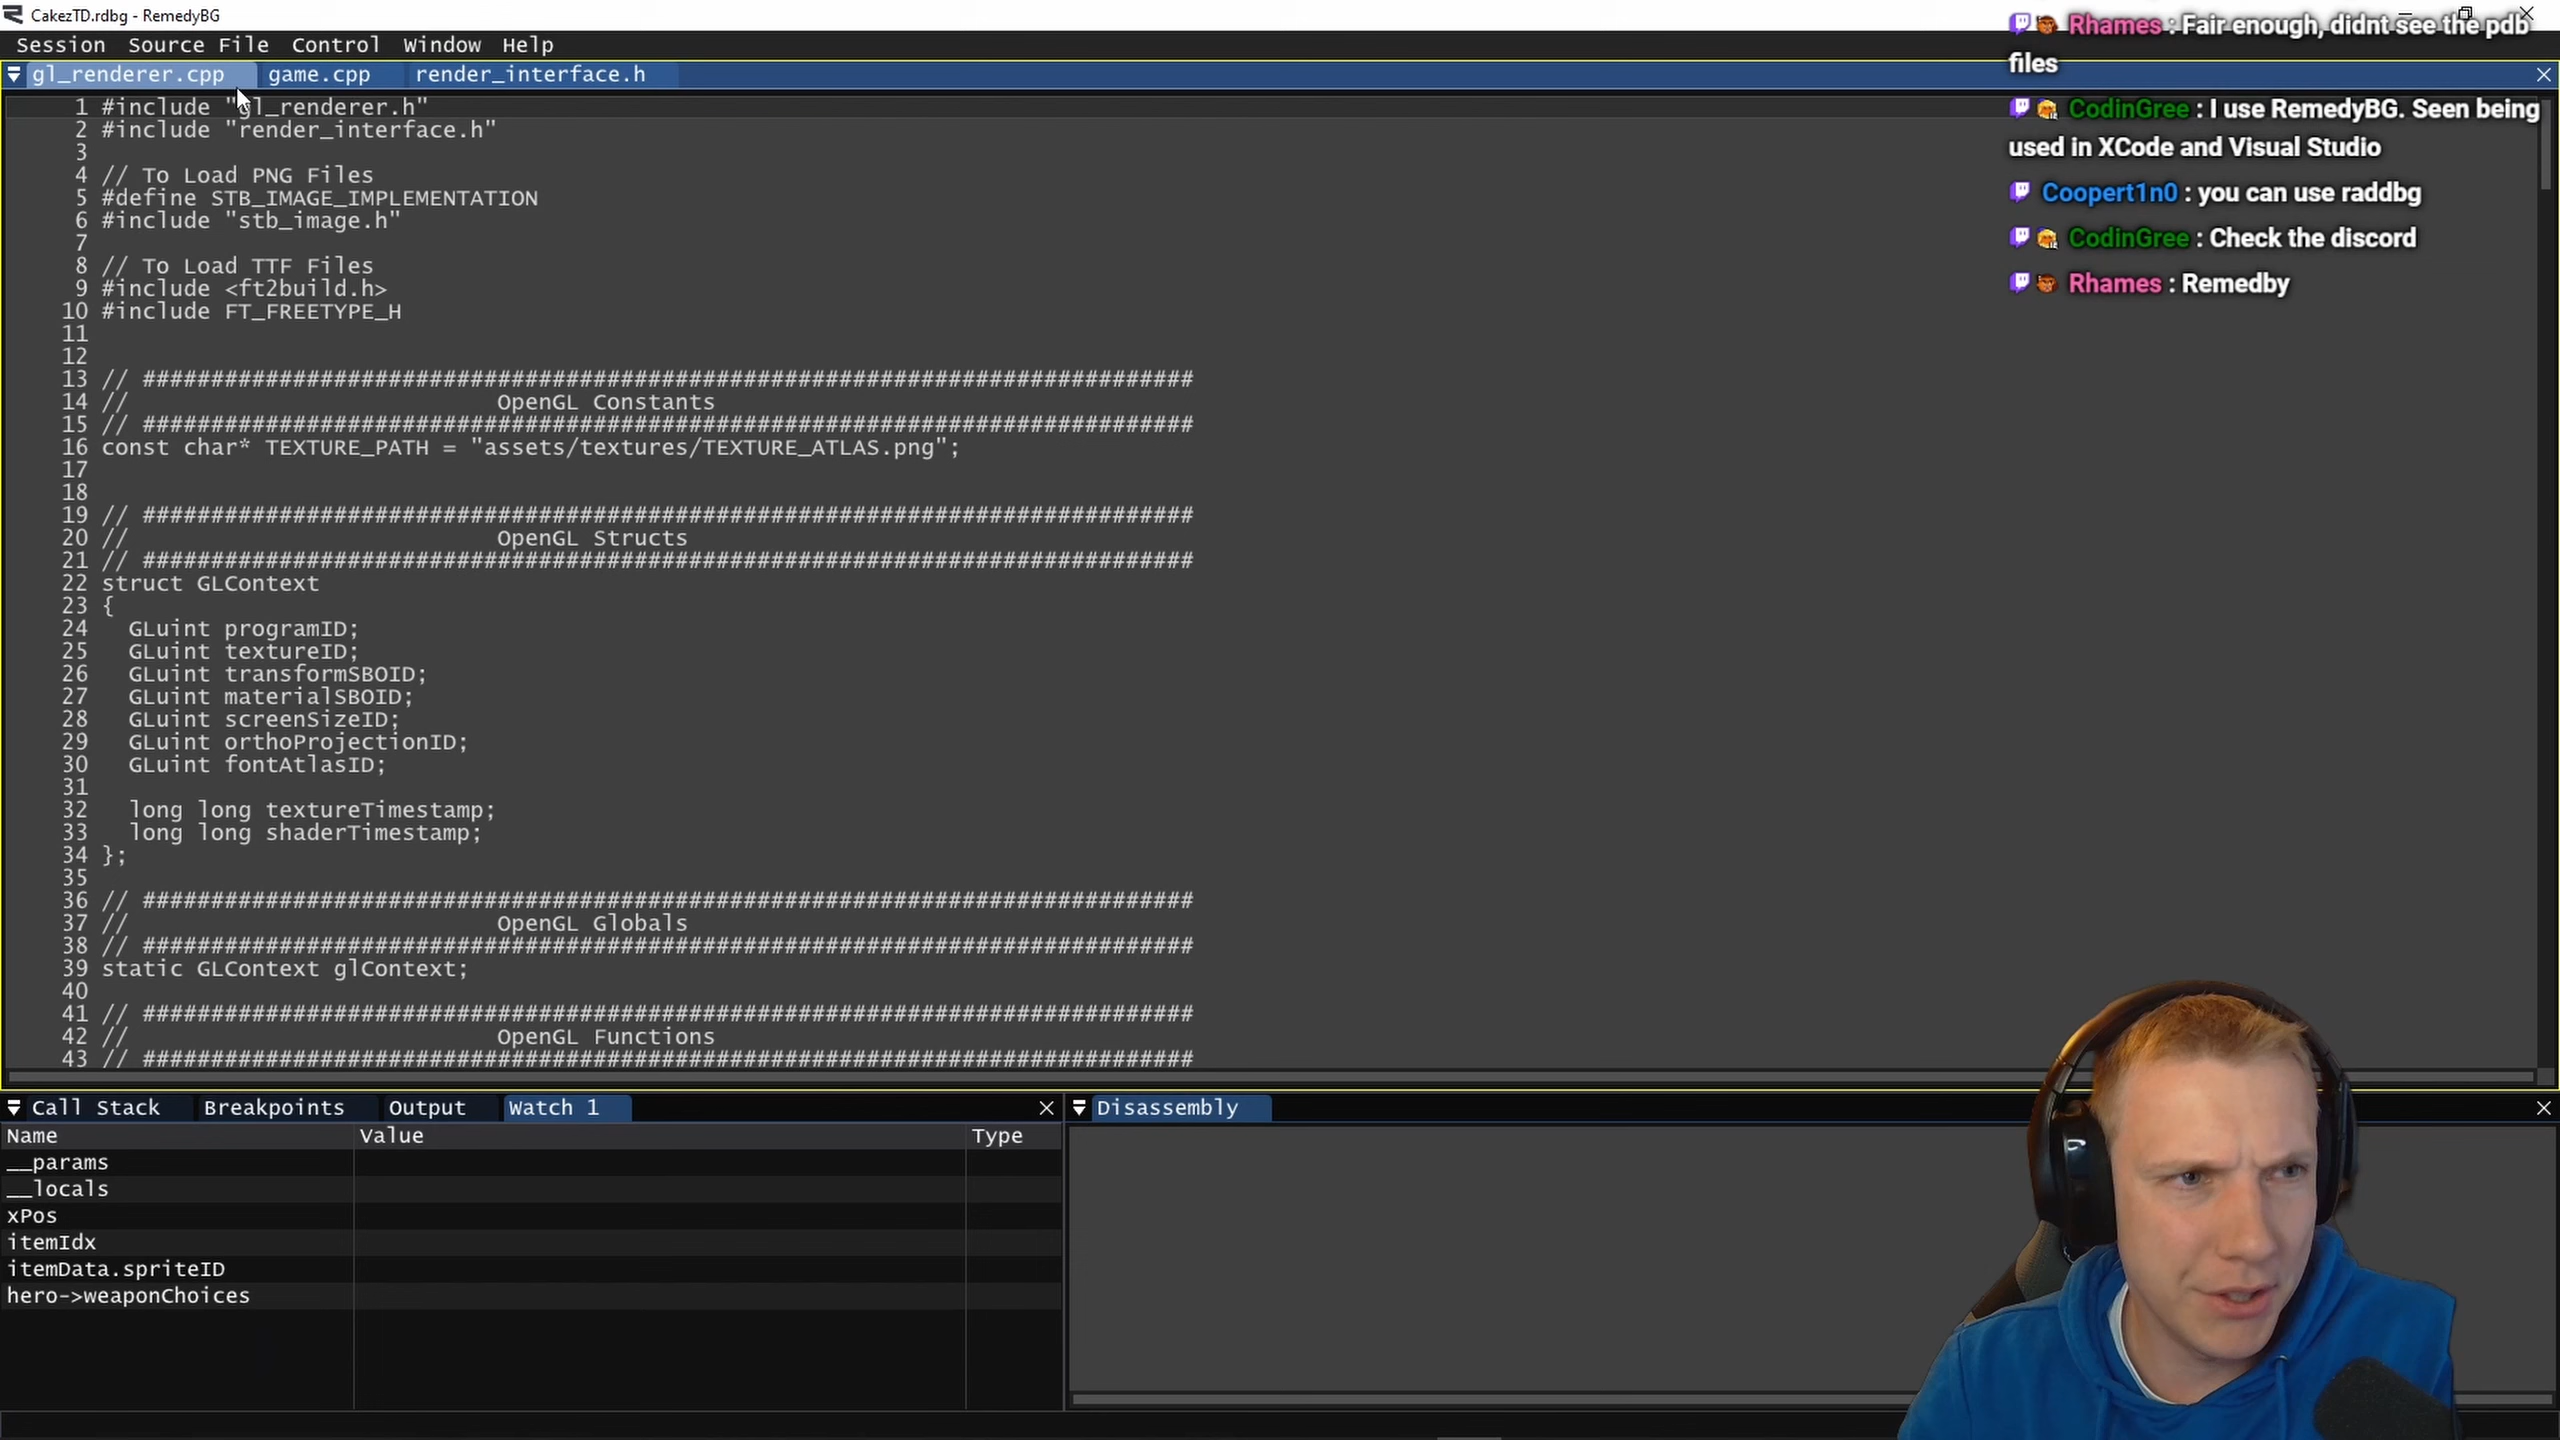 CakezTD.rdbg - RemedyBG
Session Source File Control Window Help
gl_renderer.cpp game.cpp render_interface.h
1 #include "gl_renderer.h"
2 #include "render_interface.h"
3
4 // To Load PNG Files
5 #define STB_IMAGE_IMPLEMENTATION
6 #include "stb_image.h"
7
8 // To Load TTF Files
9 #include <ft2build.h>
10 #include FT_FREETYPE_H
11
12
13 // #############################################################################
14 // OpenGL Constants
15 // #############################################################################
16 const char* TEXTURE_PATH = "assets/textures/TEXTURE_ATLAS.png";
17
18
19 // #############################################################################
20 // OpenGL Structs
21 // #############################################################################
22 struct GLContext
23 {
24 GLuint programID;
25 GLuint textureID;
26 GLuint transformSBOID;
27 GLuint materialSBOID;
28 GLuint screenSizeID;
29 GLuint orthoProjectionID;
30 GLuint fontAtlasID;
31
32 long long textureTimestamp;
33 long long shaderTimestamp;
34 };
35
36 // #############################################################################
37 // OpenGL Globals
38 // #############################################################################
39 static GLContext glContext;
40
41 // #############################################################################
42 // OpenGL Functions
43 // #############################################################################
Rhames : Fair enough, didnt see the pdb
files
CodinGree : I use RemedyBG. Seen being
used in XCode and Visual Studio
Coopert1n0 : you can use raddbg
CodinGree : Check the discord
Rhames : Remedby
Call Stack Breakpoints Output Watch 1
Name Value Type
__params
__locals
xPos
itemIdx
itemData.spriteID
hero->weaponChoices
Disassembly